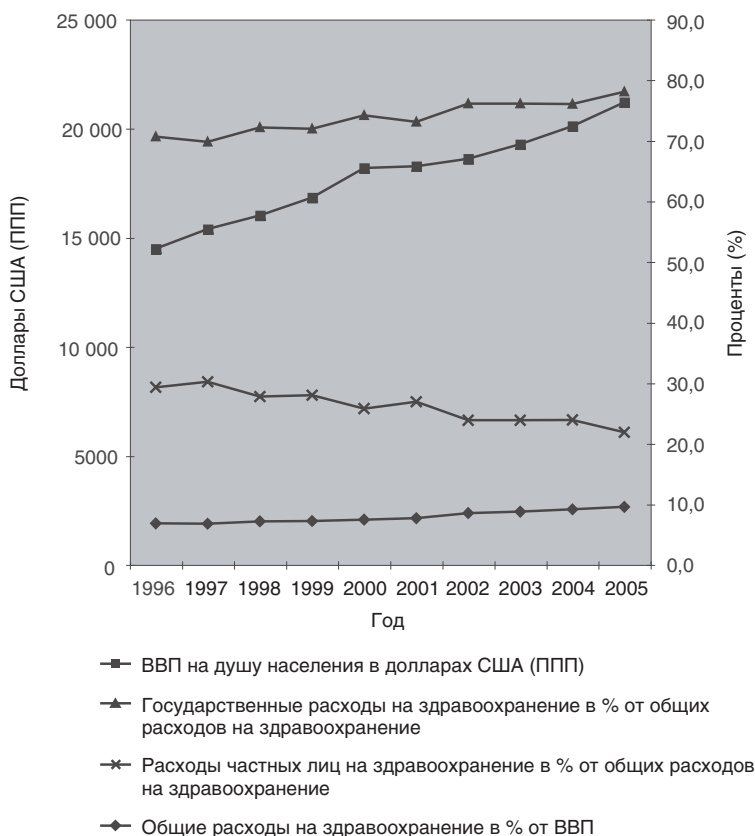 25 000
20 000
15 000
10 000
5000
0
Доллары США (ППП)
90,0
80,0
70,0
60,0
50,0
40,0
30,0
20,0
10,0
0,0
Проценты (%)
1996 1997 1998 1999 2000 2001 2002 2003 2004 2005
Год
ВВП на душу населения в долларах США (ППП)
Государственные расходы на здравоохранение в % от общих
расходов на здравоохранение
Расходы частных лиц на здравоохранение в % от общих расходов
на здравоохранение
Общие расходы на здравоохранение в % от ВВП